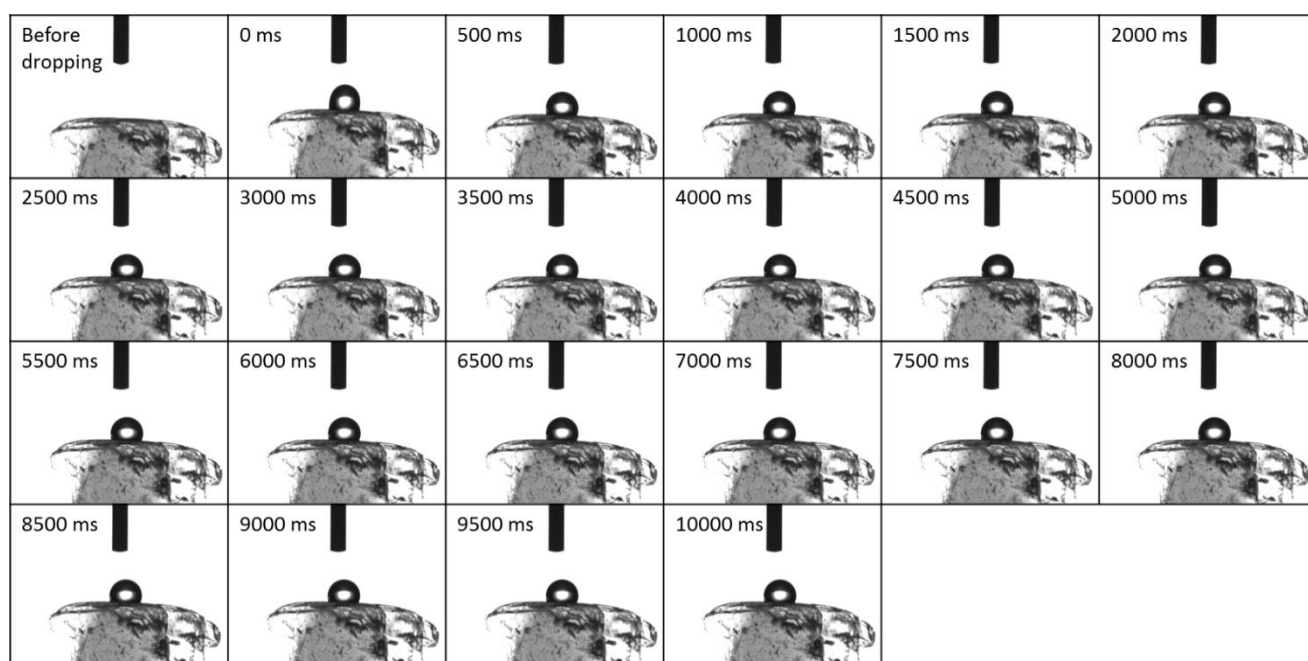 Before
dropping
0 ms
500 ms
1000 ms
1500 ms
2000 ms
2500 ms
3000 ms
3500 ms
4000 ms
4500 ms
5000 ms
5500 ms
6000 ms
6500 ms
7000 ms
7500 ms
8000 ms
8500 ms
9000 ms
9500 ms
10000 ms